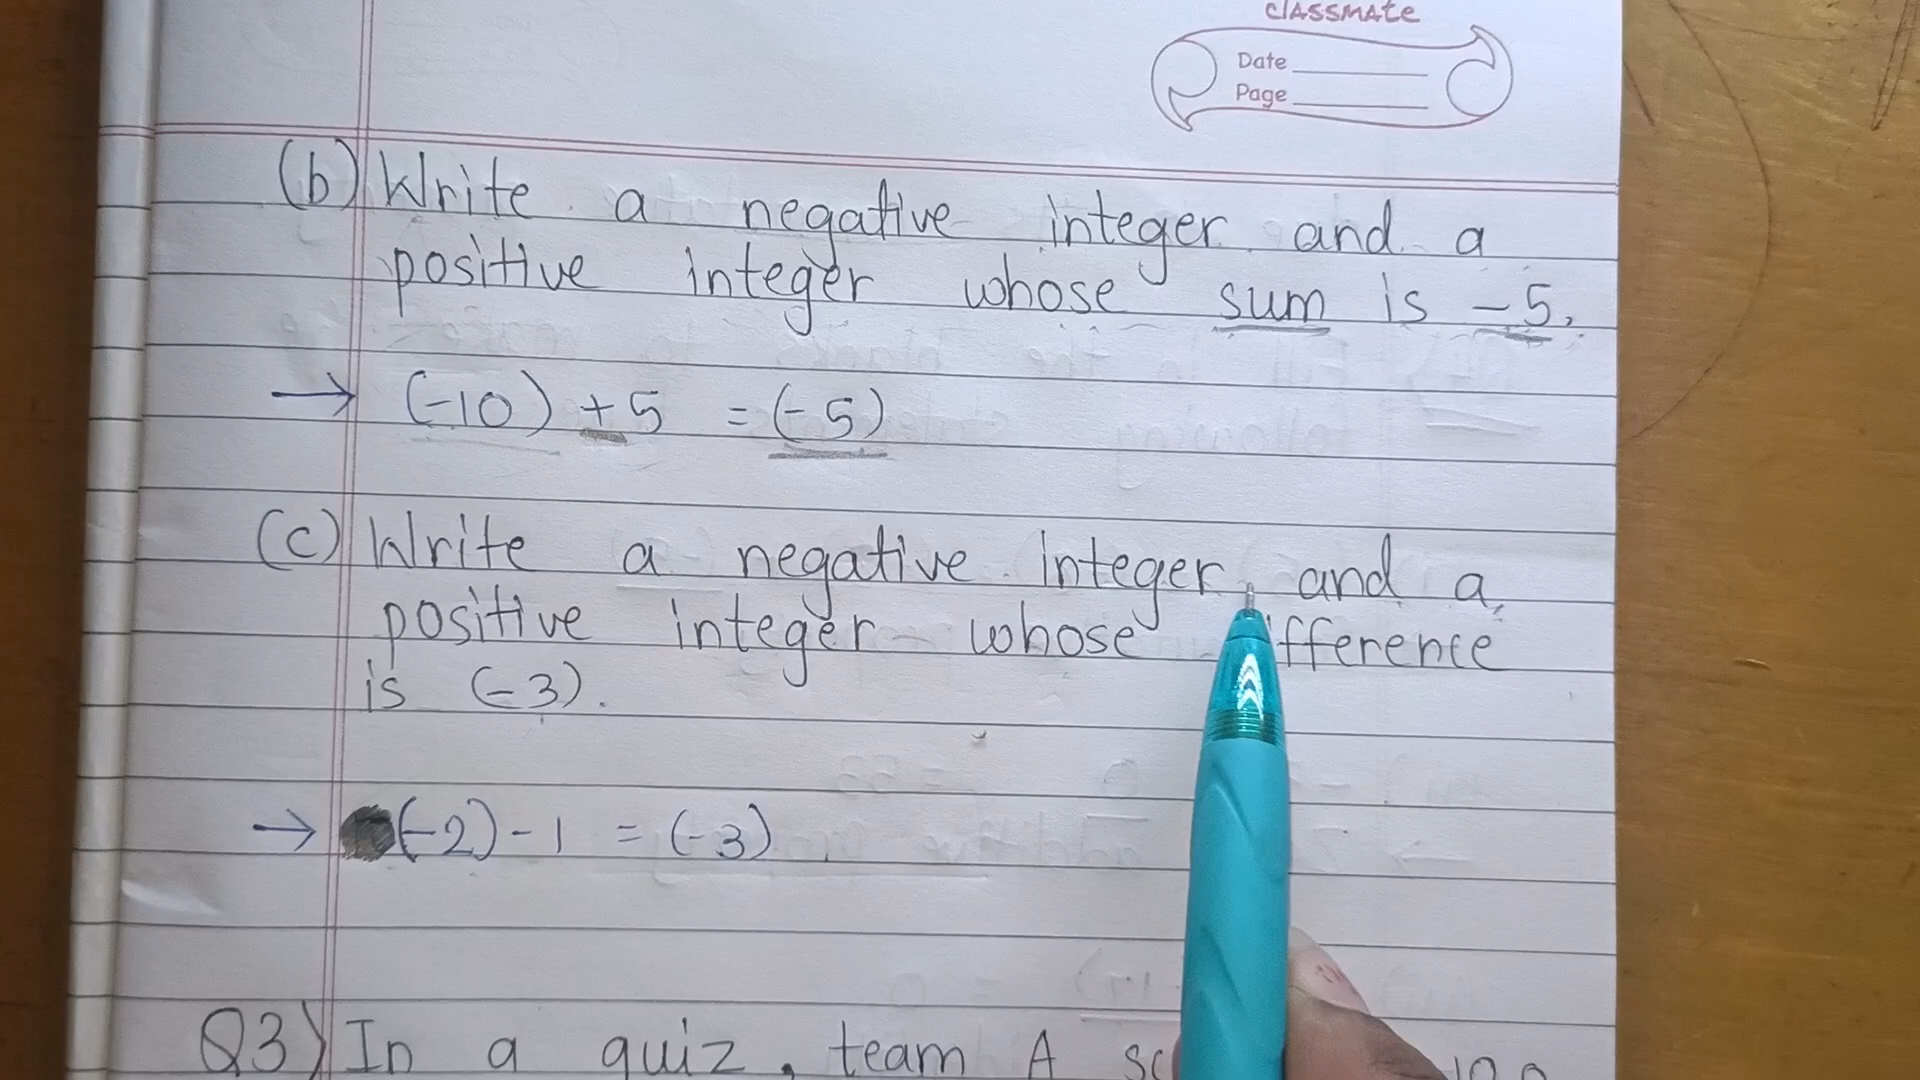 classmate
Date
Page
(b) Write a negative integer and a
positive integer whose sum is -5.
→ (-10) + 5 = (-5)
(c) Write a negative integer and a
positive integer whose ifference
is (-3).
→ (-2) - 1 = (-3)
Q3) In a quiz, team A